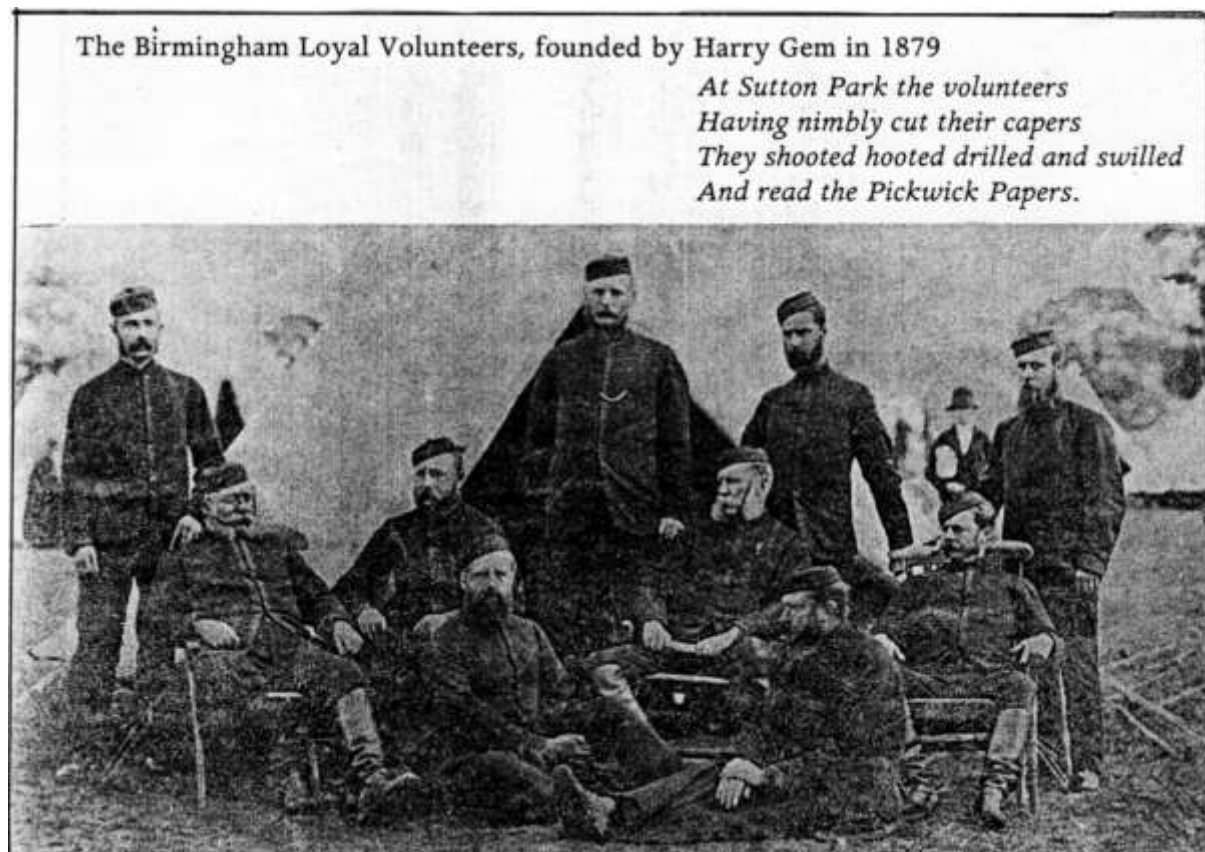 The Birmingham Loyal Volunteers, founded by Harry Gem in 1879
At Sutton Park the volunteers
Having nimbly cut their capers
They shooted hooted drilled and swilled
And read the Pickwick Papers.